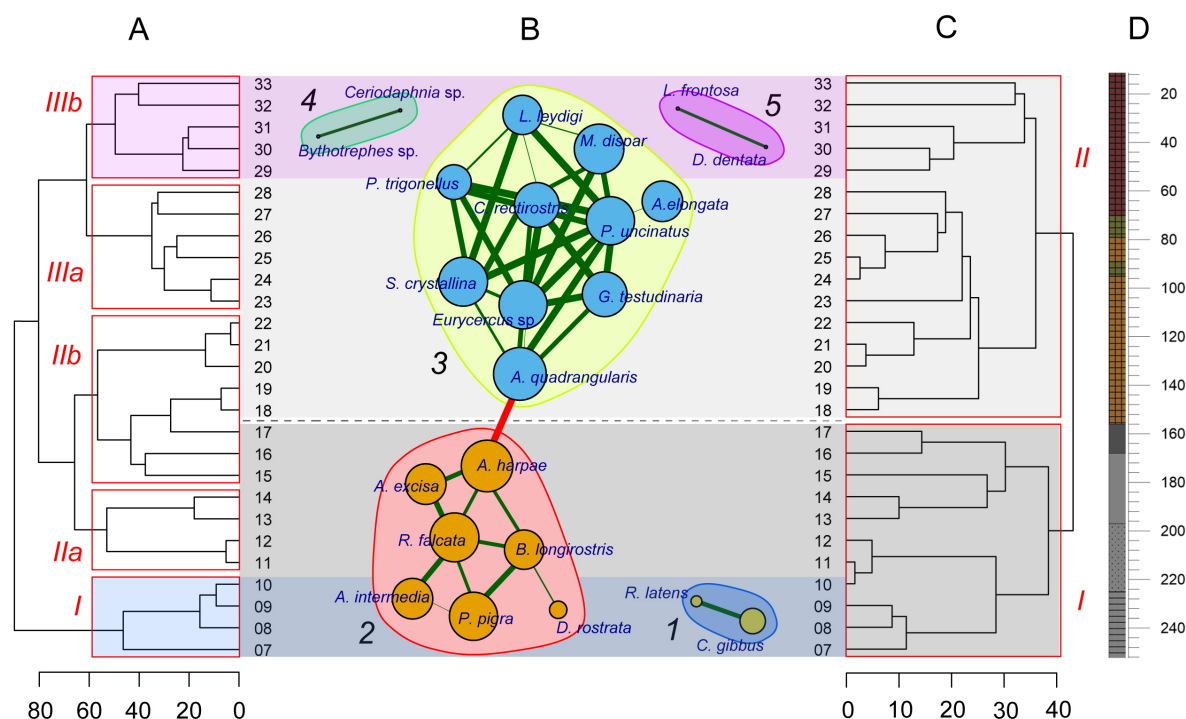 A
B
C
D
IIIb
IIIa
IIb
IIa
I
33
32
31
30
29
28
27
26
25
24
23
22
21
20
19
18
17
16
15
14
13
12
11
10
09
08
07
80
60
40
20
0
4
Ceriodaphnia sp.
Bythotrephes sp.
5
L. frontosa
D. dentata
L. leydigi
M. dispar
P. trigonellus
C. rectirostris
A.elongata
P. uncinatus
S. crystallina
G. testudinaria
Eurycercus sp
3
A. quadrangularis
A. harpae
A. excisa
R. falcata
B. longirostris
A. intermedia
P. pigra
D. rostrata
2
R. latens
1
C. gibbus
33
32
31
30
29
28
27
26
25
24
23
22
21
20
19
18
17
16
15
14
13
12
11
10
09
08
07
II
I
0
10
20
30
40
20
40
60
80
100
120
140
160
180
200
220
240